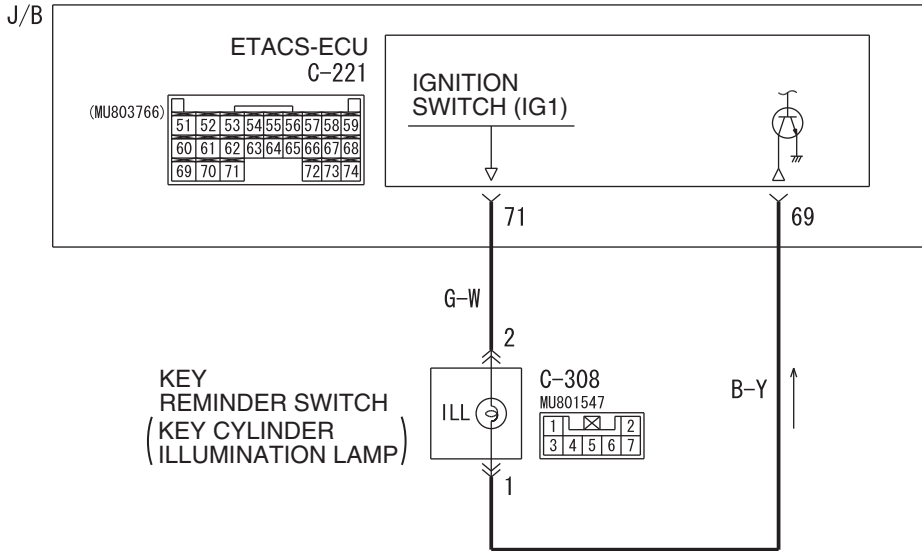 J/B
ETACS-ECU
C-221
(MU803766)
51 52 53 54 55 56 57 58 59
60 61 62 63 64 65 66 67 68
69 70 71 72 73 74
IGNITION
SWITCH (IG1)
71
69
G-W
2
KEY
REMINDER SWITCH
(KEY CYLINDER
ILLUMINATION LAMP)
ILL
C-308
MU801547
1 2
3 4 5 6 7
B-Y
1